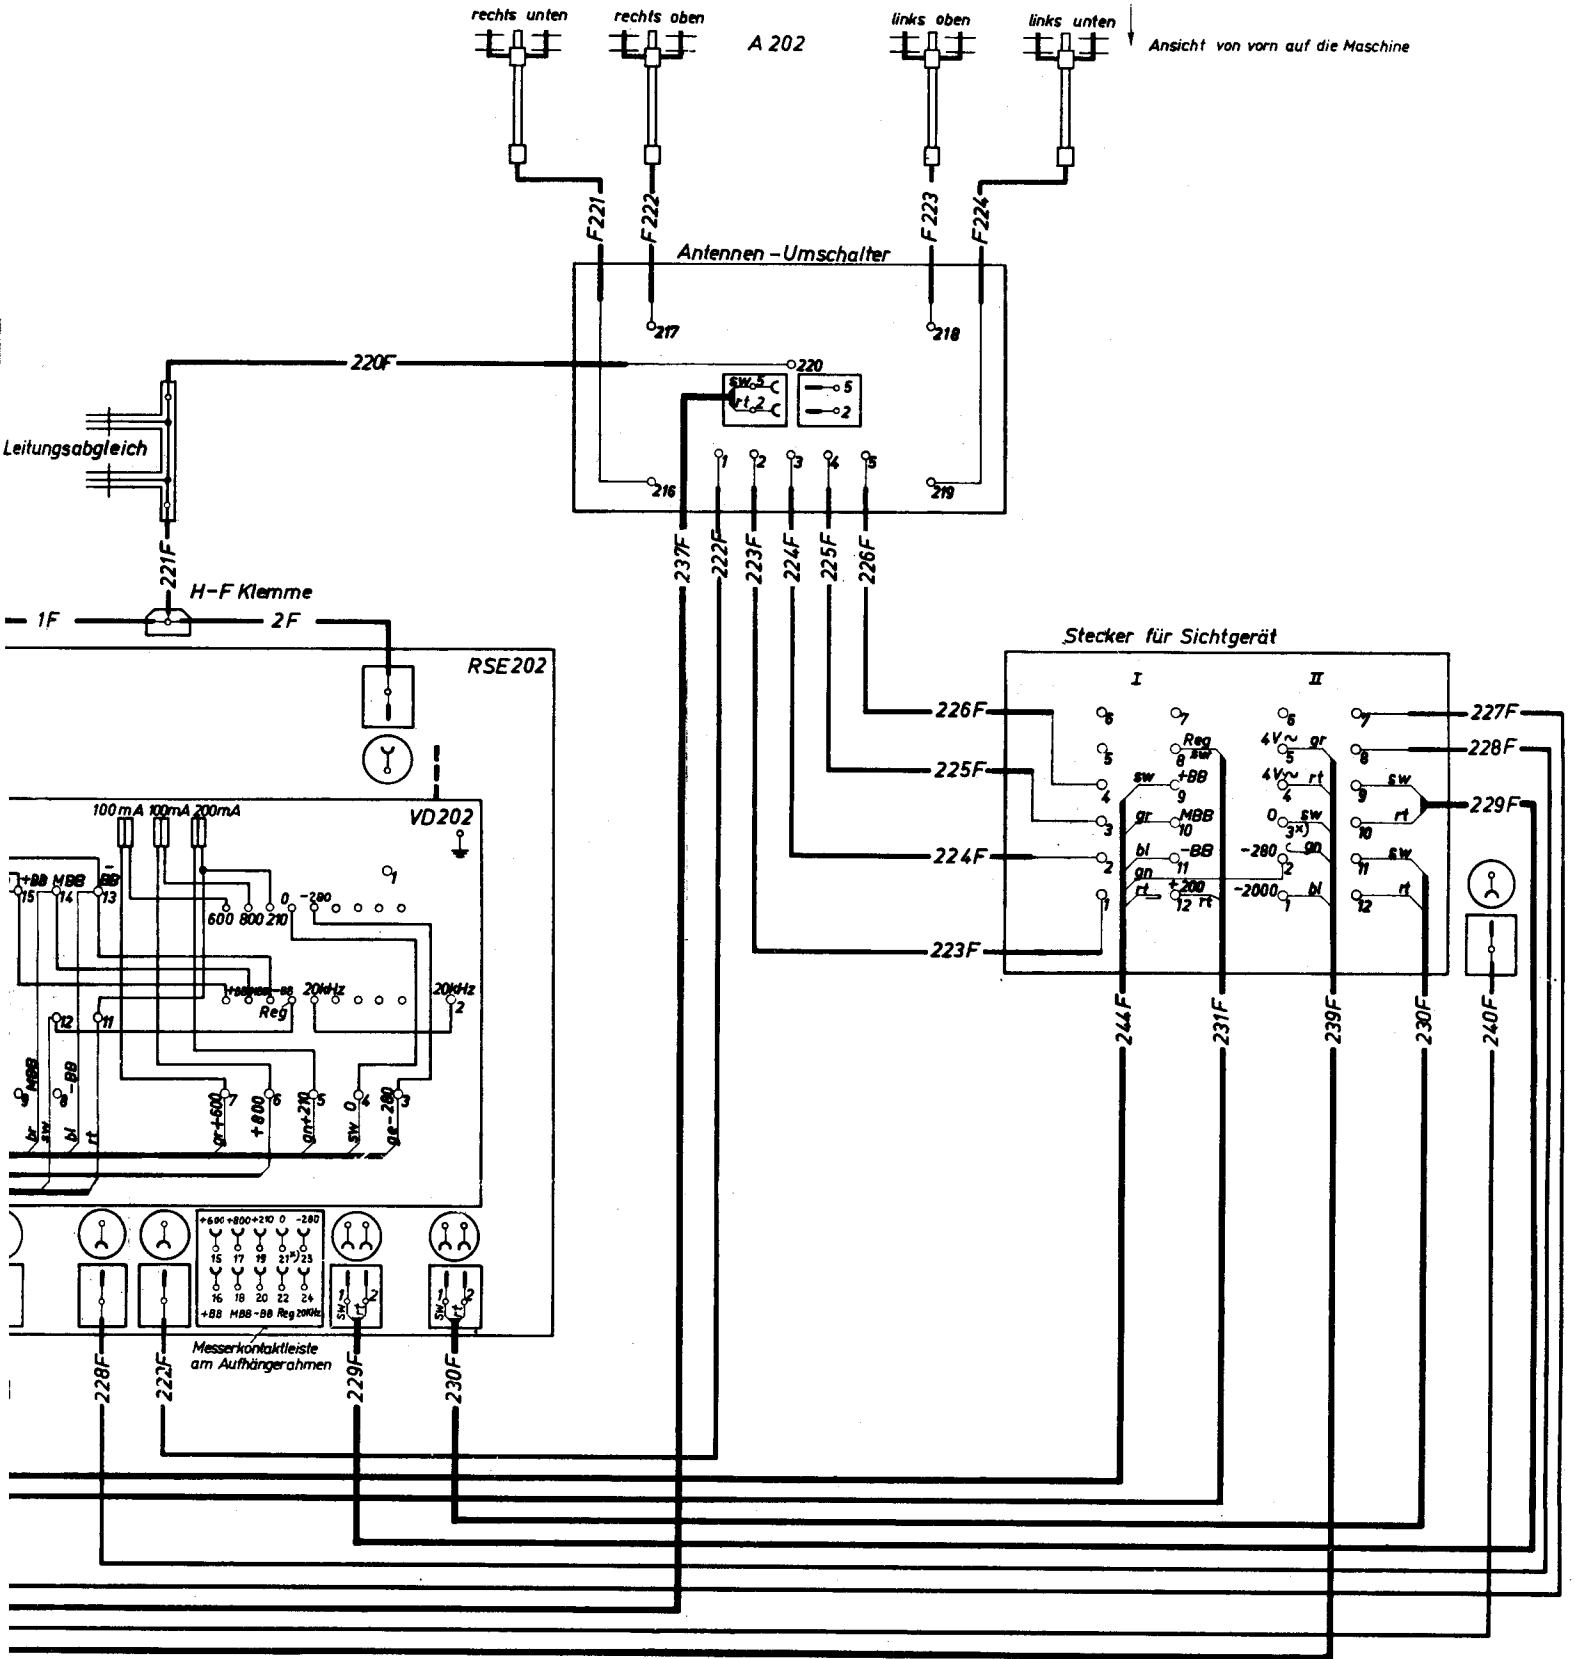 rechts unten
rechts oben
A 202
links oben
links unten
Ansicht von vorn auf die Maschine
F221
F222
F223
F224
Antennen-Umschalter
217
218
220F
220
sw 5
rt 2
5
2
Leitungsabgleich
1
2
3
4
5
216
219
221F
237F
222F
223F
224F
225F
226F
H-F Klemme
1F
2F
RSE202
Stecker für Sichtgerät
I
II
226F
6
7
6
7
227F
5
Reg
8
sw
4V~
5
gr
8
228F
225F
4
sw
+BB
9
4V~
4
rt
9
sw
229F
3
gr
MBB
10
0
3x)
sw
10
rt
224F
2
bl
-BB
11
-280
2
gn
11
sw
gn
1
rt
+200
12
rt
-2000
1
bl
12
rt
223F
244F
231F
239F
230F
240F
100mA
100mA
200mA
VD202
1
+BB
MBB
-BB
15
14
13
0
-280
600
800
210
+BB
MBB
-BB
20kHz
20kHz
Reg
2
12
11
MBB
-BB
9
8
gr+600
7
+800
6
gn+210
5
sw 0
4
ge-280
3
br
sw
bl
rt
+600 +800 +210 0 -280
15 17 19 21x) 23
16 18 20 22 24
+BB MBB -BB Reg 20KHz
1
2
sw
rt
1
2
sw
rt
Messerkontaktleiste
am Aufhängerahmen
228F
222F
229F
230F